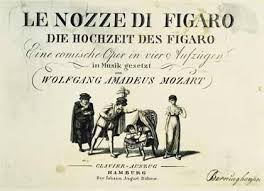 LE NOZZE DI FIGARO
DIE HOCHZEIT DES FIGARO
Eine comische Oper in vier Aufzügen
in Musik gesetzt
von
WOLFGANG AMADEUS MOZART
CLAVIER-AUSZUG
HAMBURG
Bey Johann August Böhme